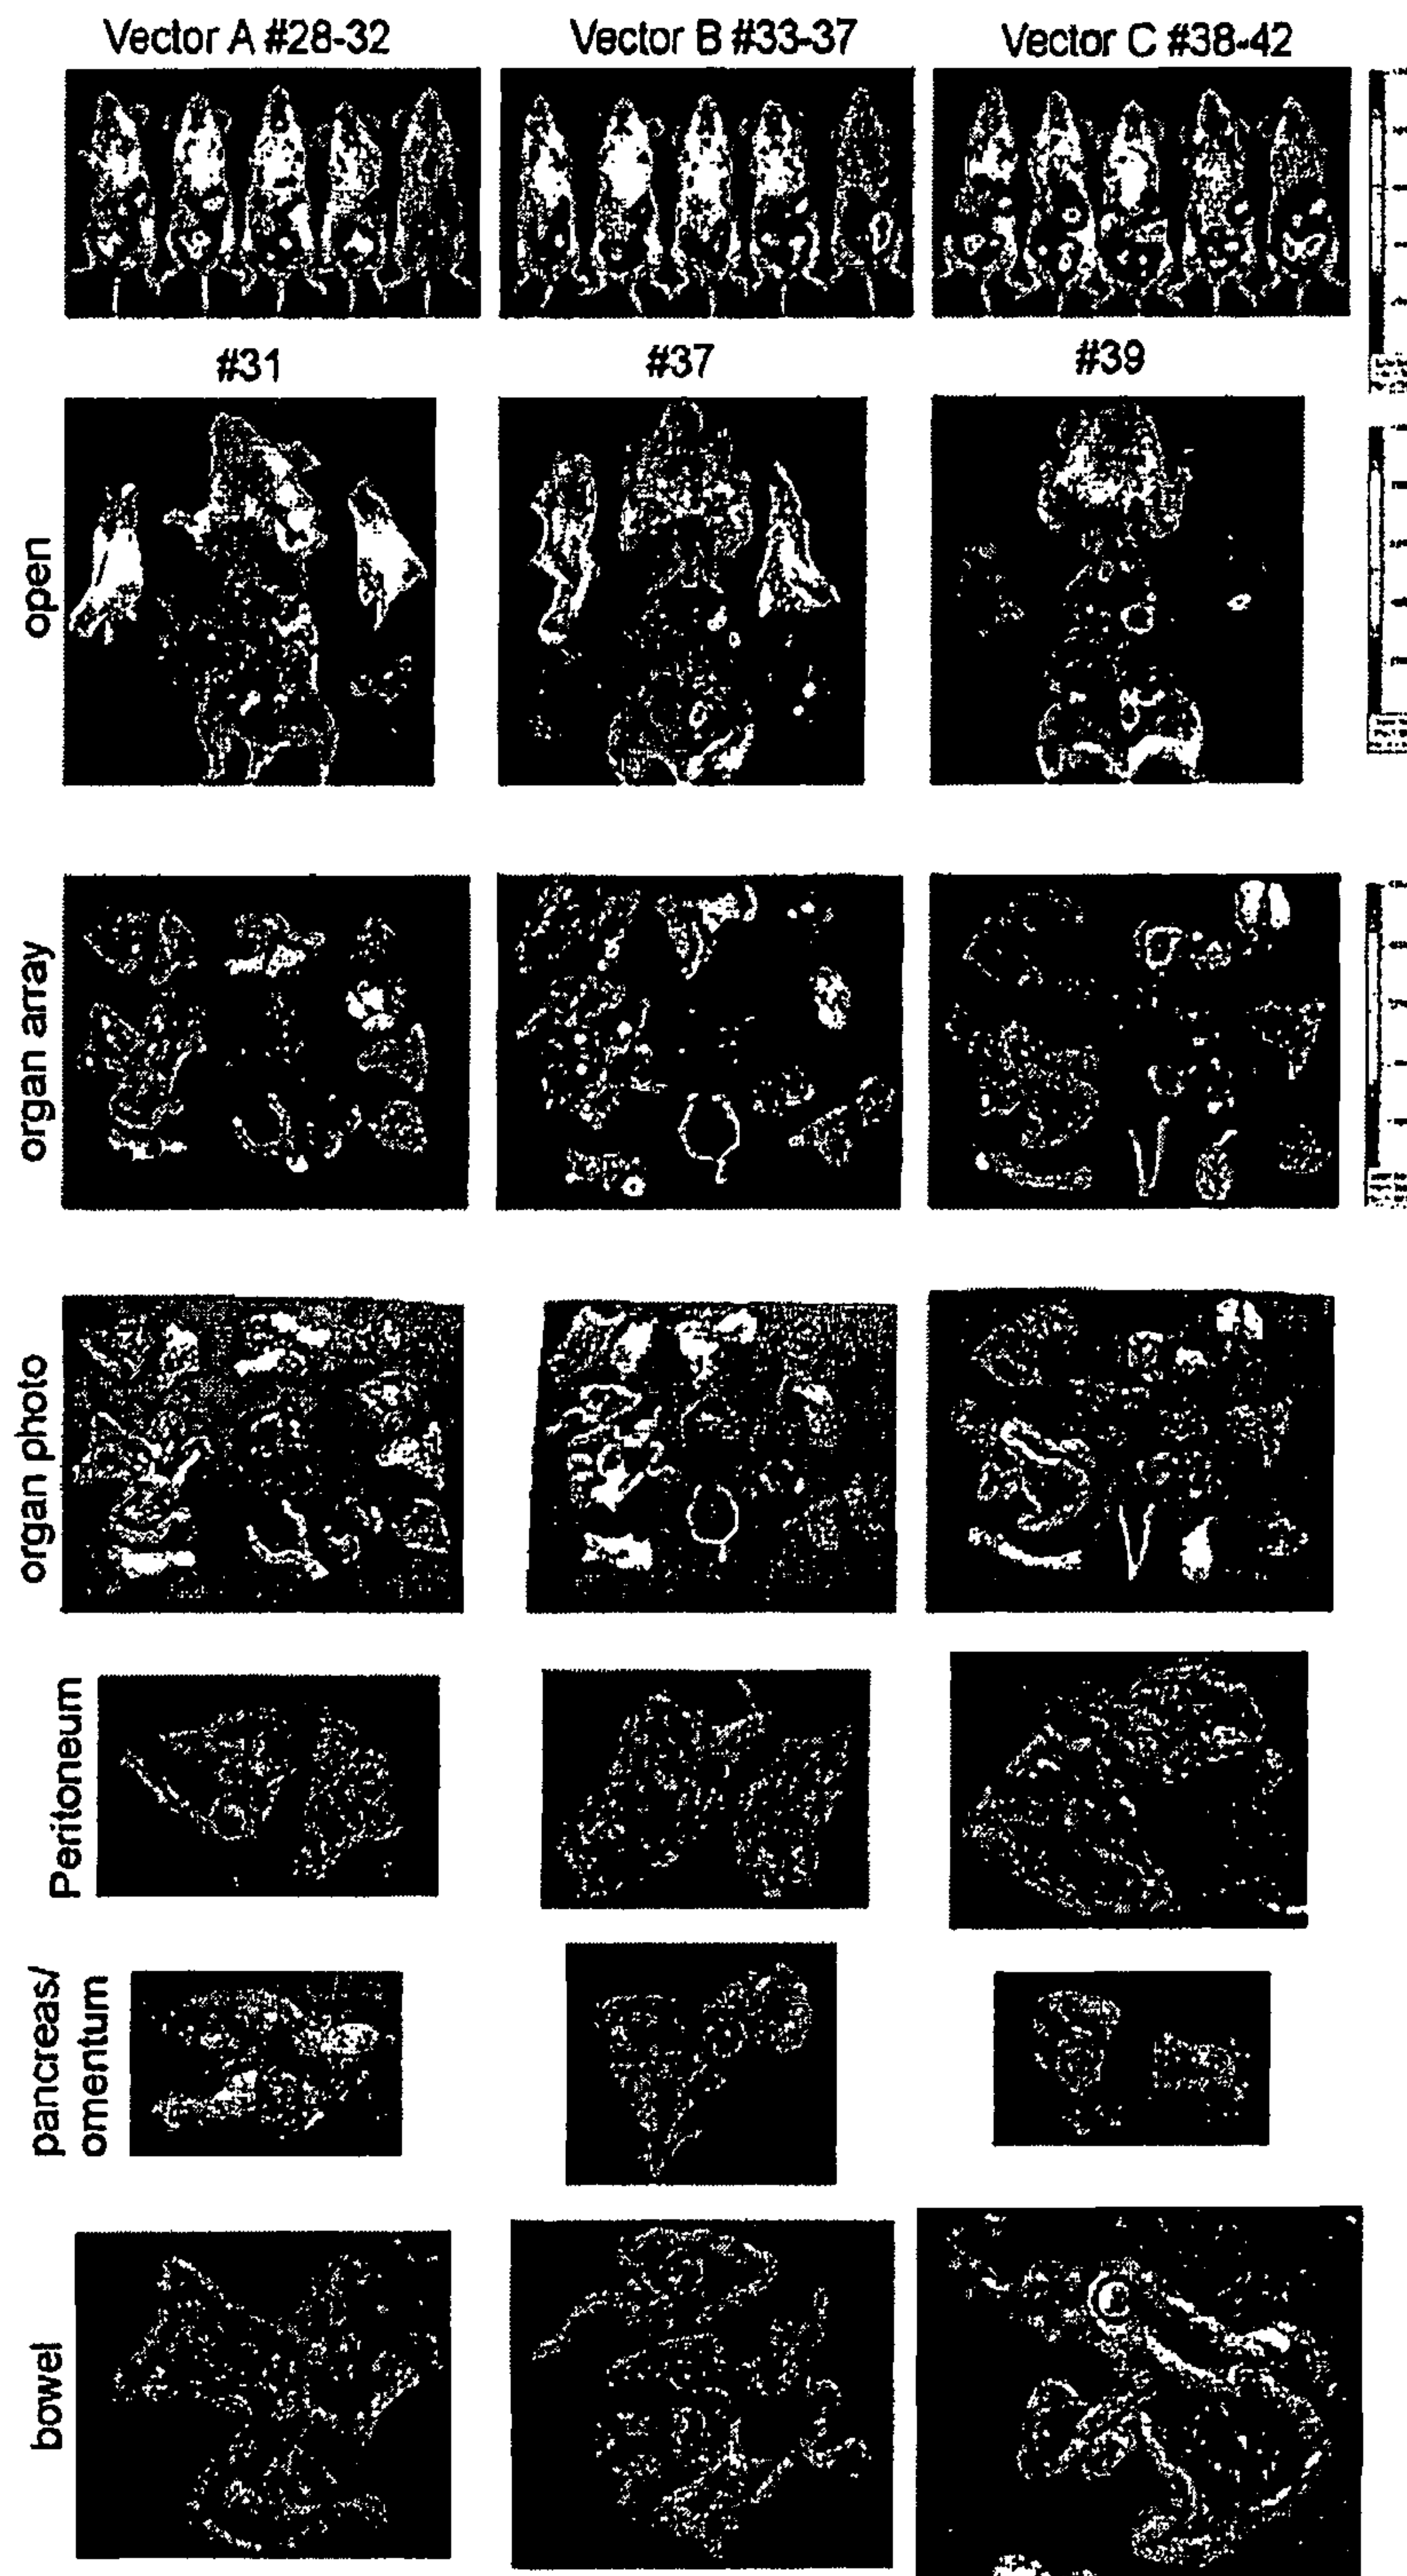 Vector A #28-32
Vector B #33-37
Vector C #38-42
#31
#37
#39
open
organ array
organ photo
Peritoneum
pancreas/
omentum
bowel